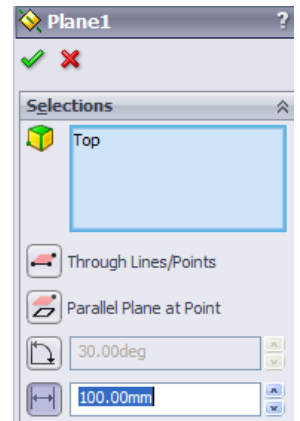 Plane1 ?
Selections
Top
Through Lines/Points
Parallel Plane at Point
30.00deg
100.00mm